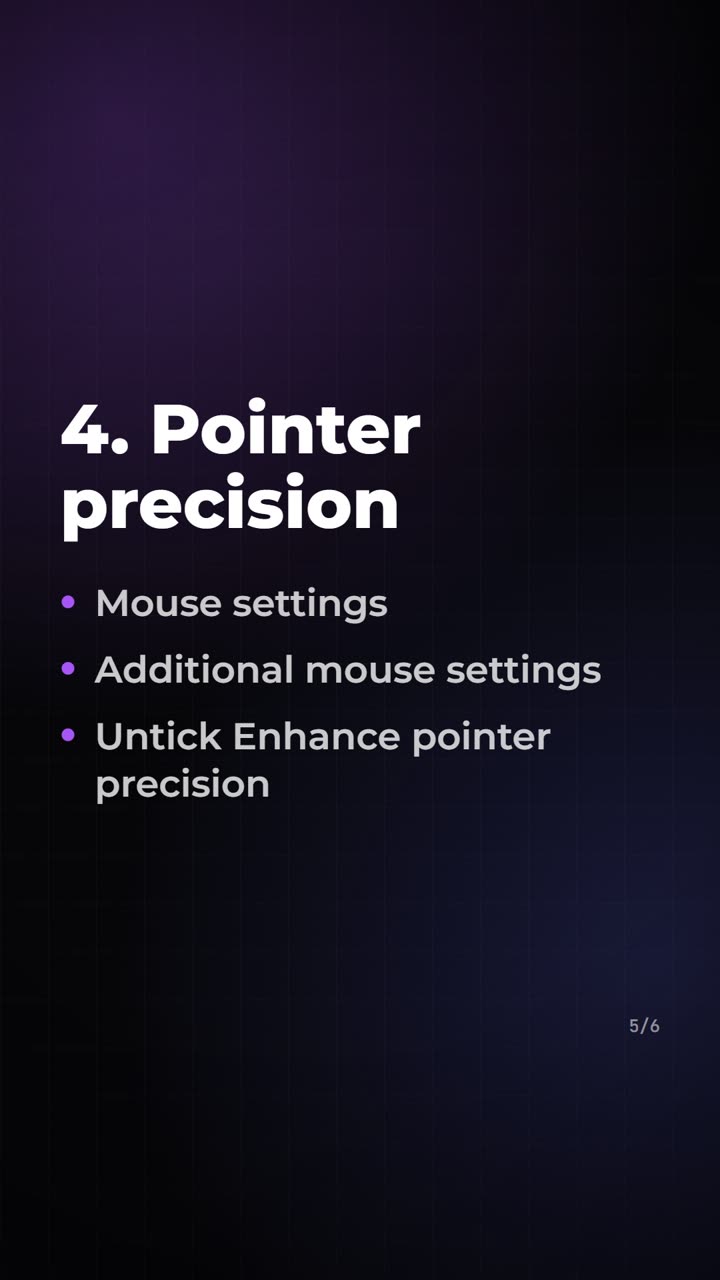 4. Pointer
precision
• Mouse settings
• Additional mouse settings
• Untick Enhance pointer
precision
5/6